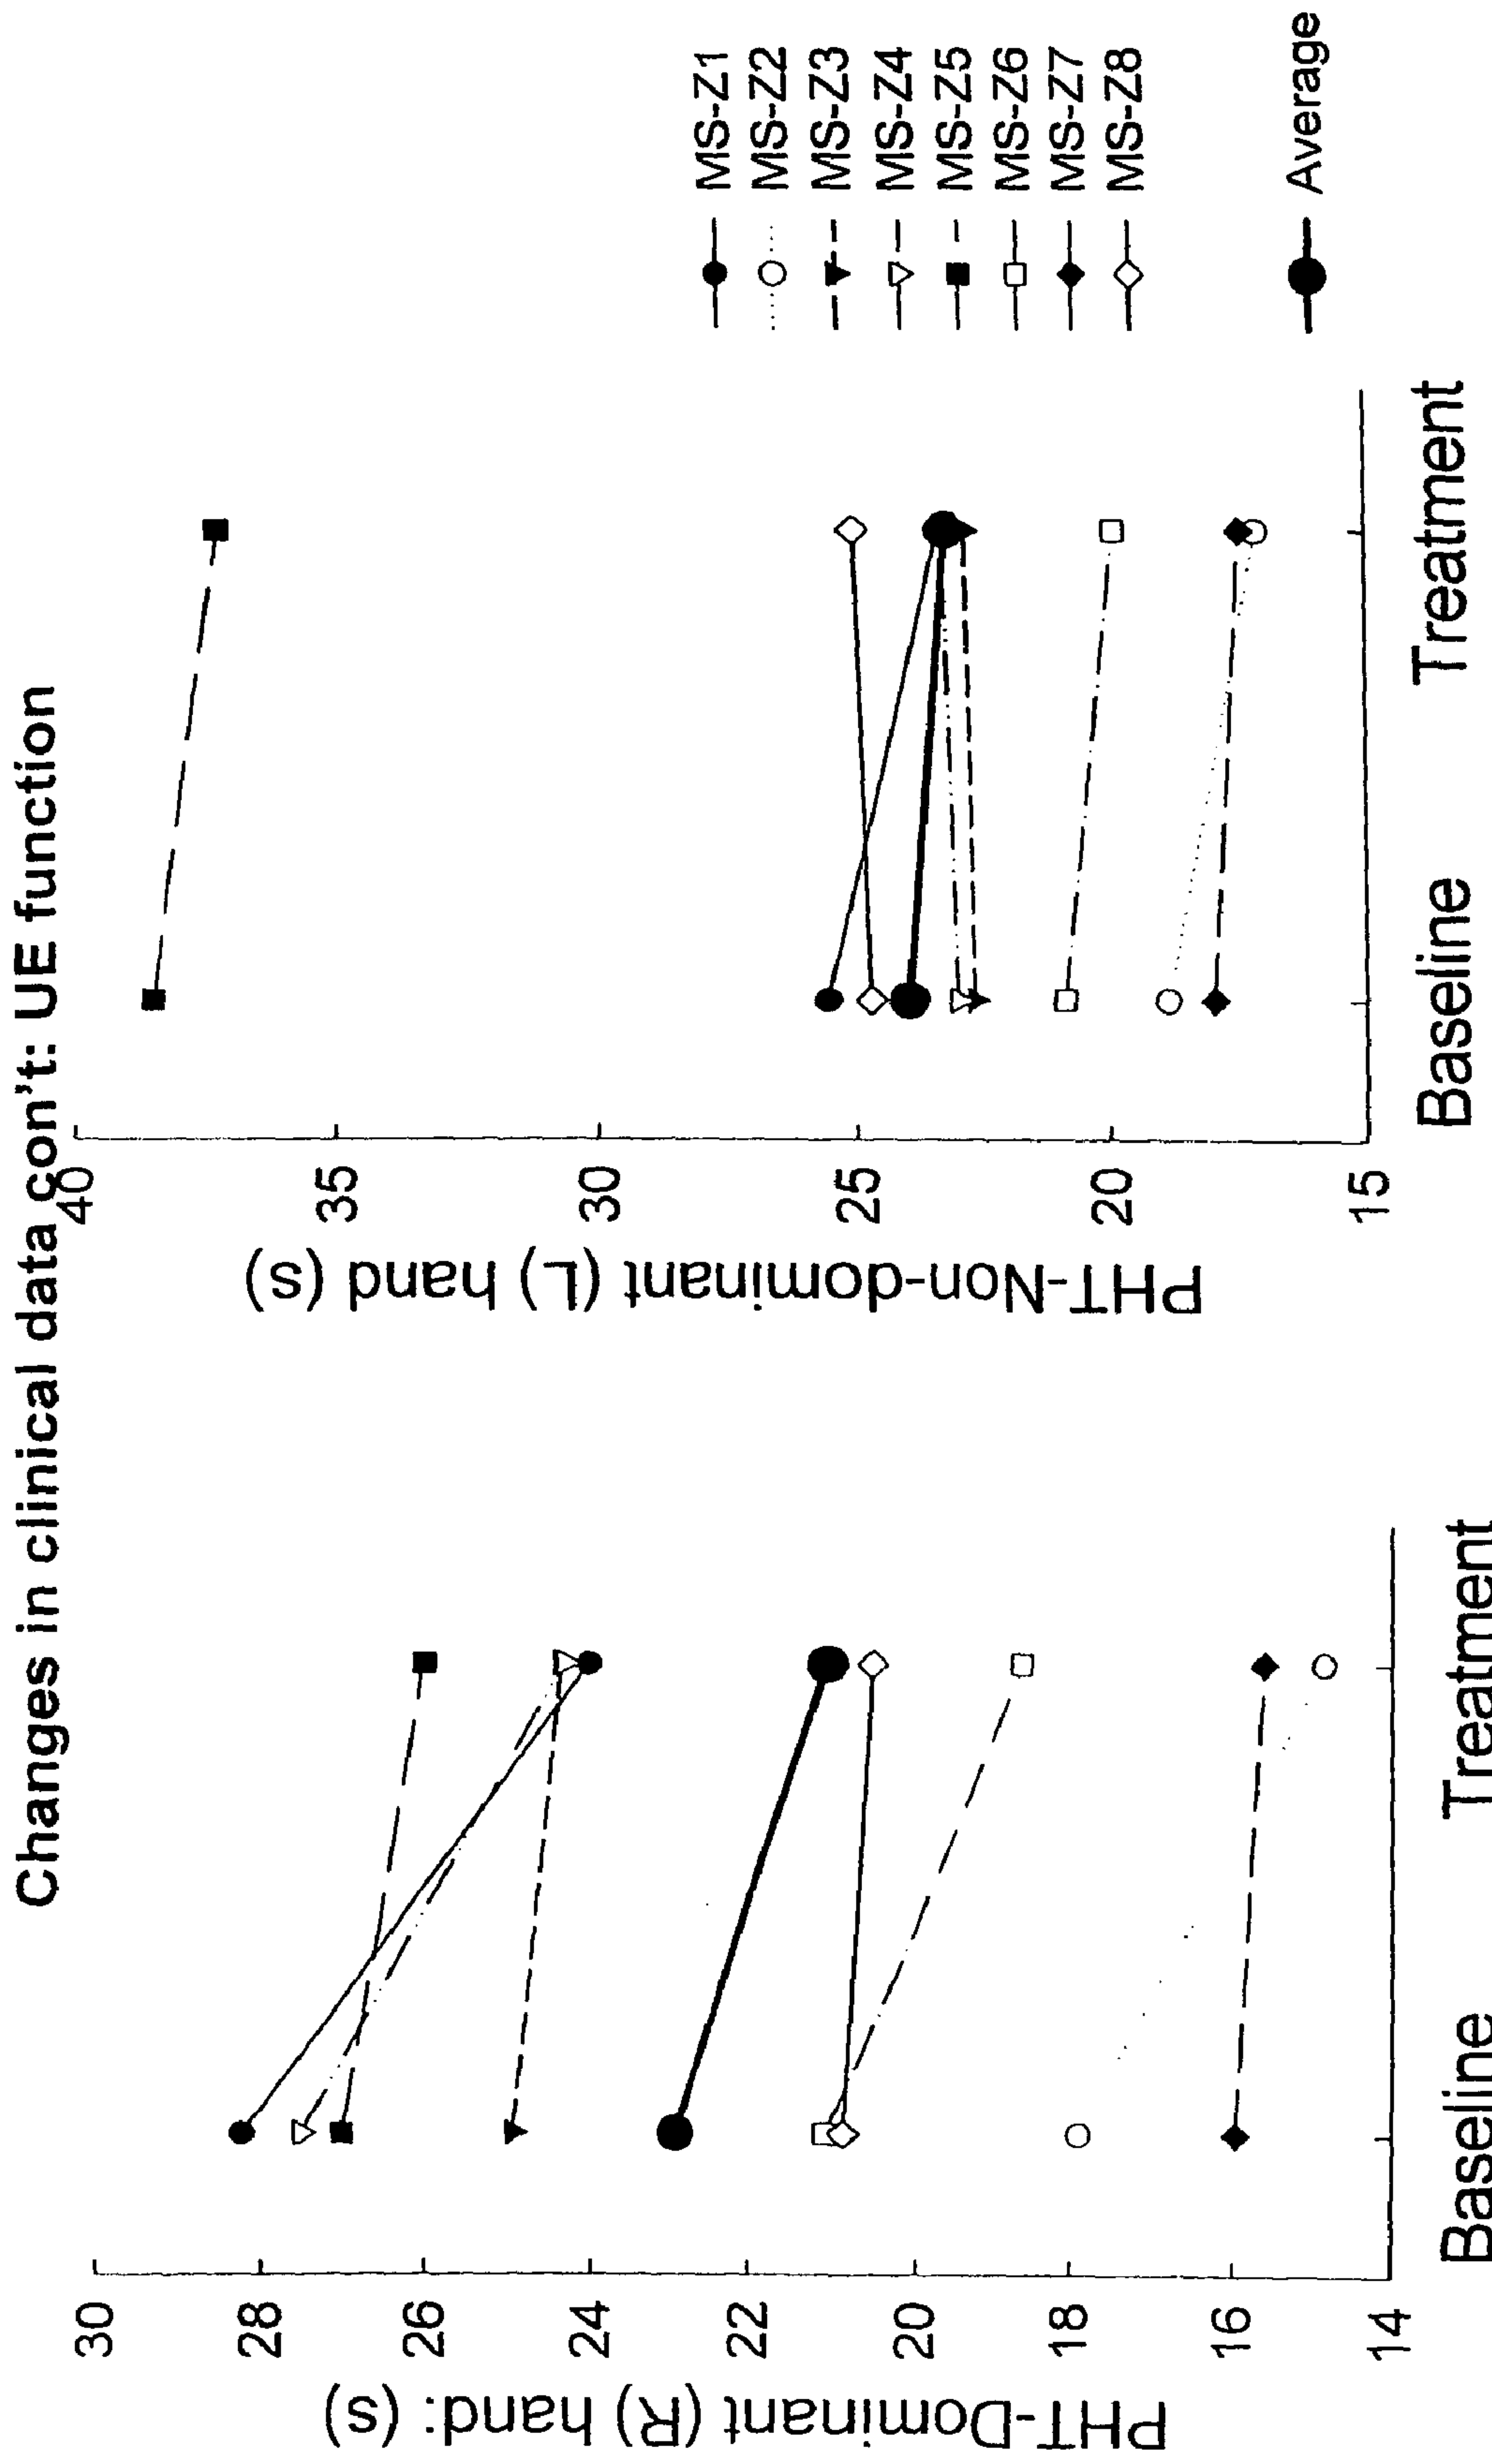 Changes in clinical data con't: UE function
PHT-Dominant (R) hand: (s)
30
28
26
24
22
20
18
16
14
Baseline
Treatment
PHT-Non-dominant (L) hand (s)
40
35
30
25
20
15
Baseline
Treatment
MS-Z1
MS-Z2
MS-Z3
MS-Z4
MS-Z5
MS-Z6
MS-Z7
MS-Z8
Average